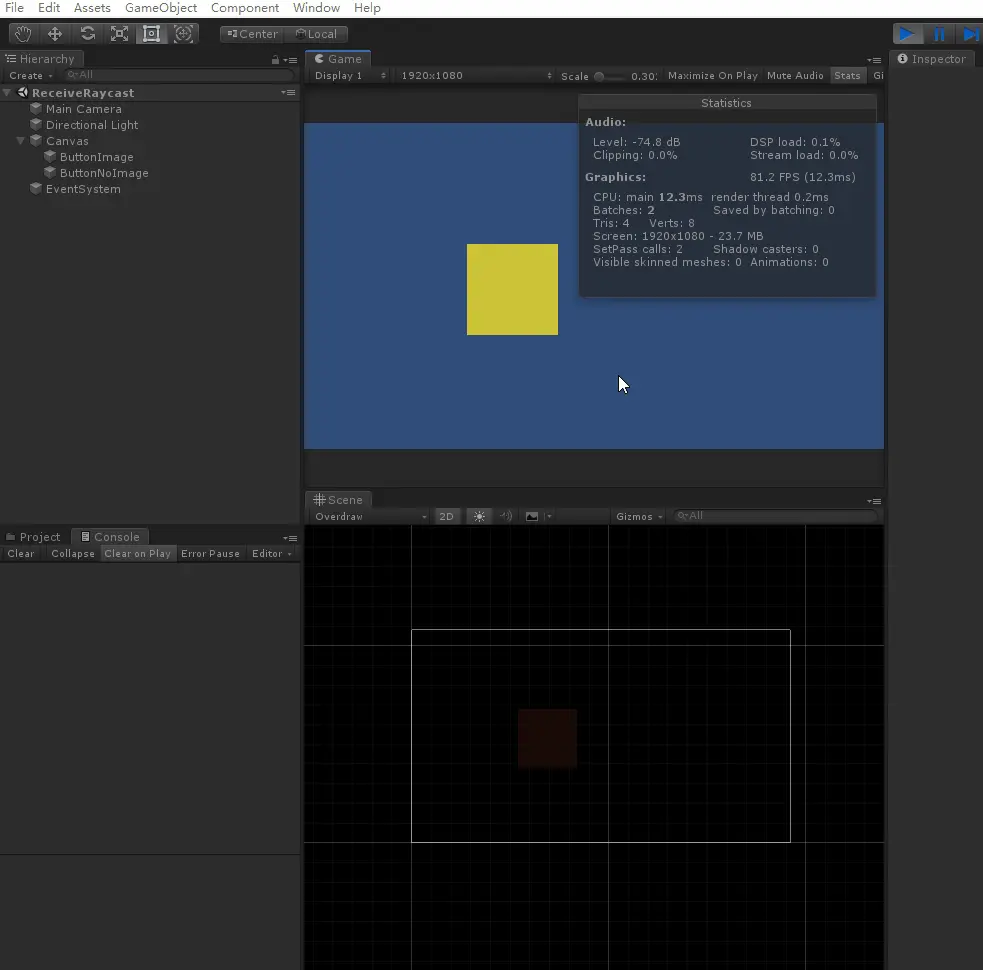 File Edit Assets GameObject Component Window Help
Center Local
Hierarchy
Create All
ReceiveRaycast
Main Camera
Directional Light
Canvas
ButtonImage
ButtonNoImage
EventSystem
Game
Display 1 1920x1080 Scale 0.30: Maximize On Play Mute Audio Stats Gi
Statistics
Audio:
Level: -74.8 dB DSP load: 0.1%
Clipping: 0.0% Stream load: 0.0%
Graphics: 81.2 FPS (12.3ms)
CPU: main 12.3ms render thread 0.2ms
Batches: 2 Saved by batching: 0
Tris: 4 Verts: 8
Screen: 1920x1080 - 23.7 MB
SetPass calls: 2 Shadow casters: 0
Visible skinned meshes: 0 Animations: 0
Inspector
Scene
Overdraw 2D Gizmos All
Project Console
Clear Collapse Clear on Play Error Pause Editor